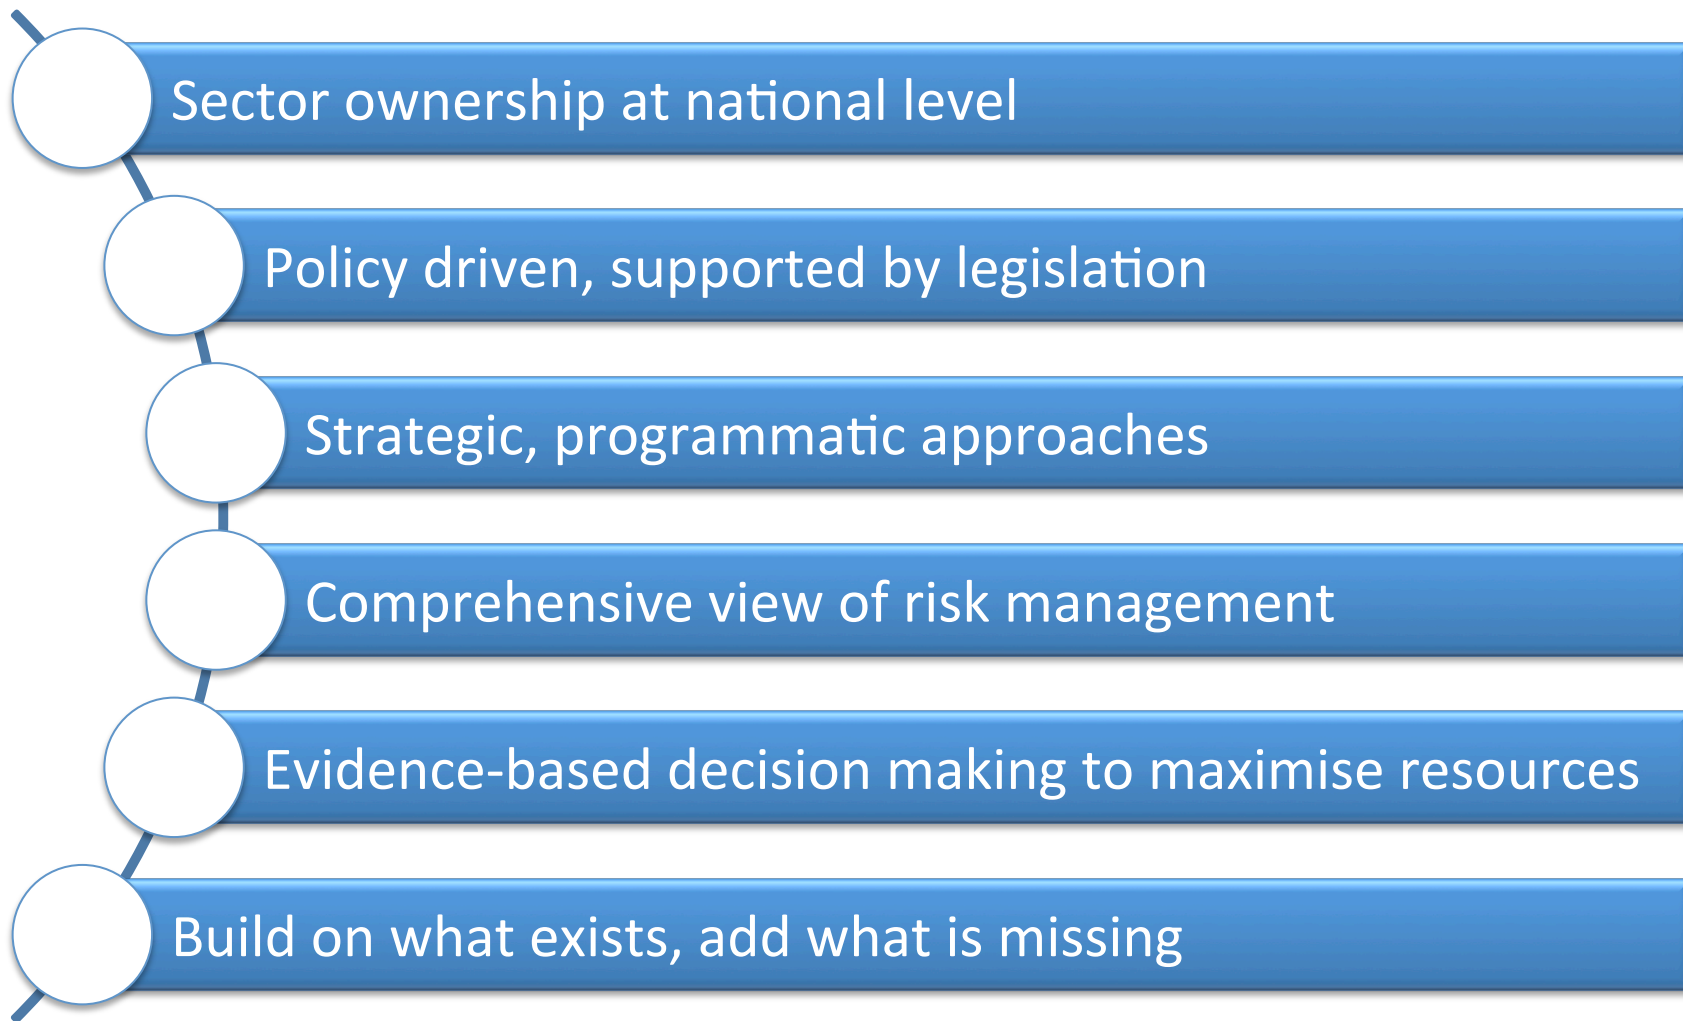 Sector ownership at national level
Policy driven, supported by legislation
Strategic, programmatic approaches
Comprehensive view of risk management
Evidence-based decision making to maximise resources
Build on what exists, add what is missing